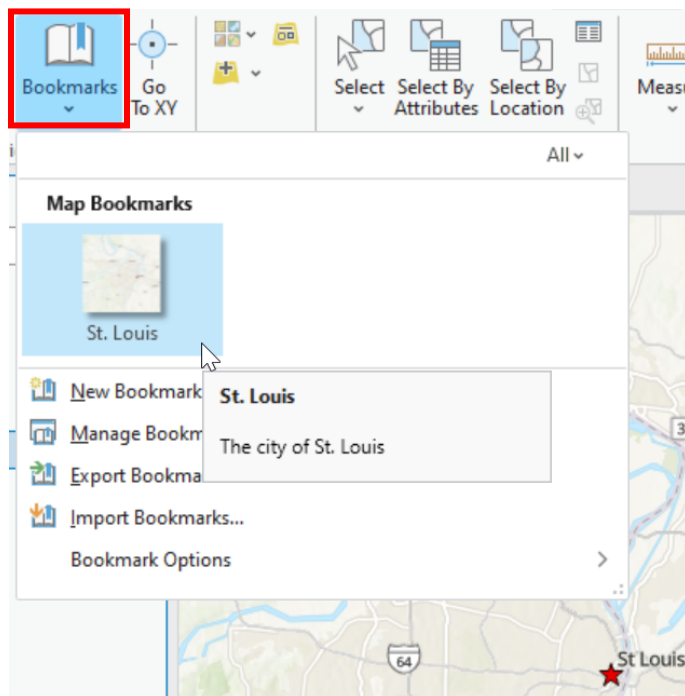 Bookmarks
Go
To XY
Select
Select By
Attributes
Select By
Location
Meas
All
Map Bookmarks
St. Louis
New Bookmark
St. Louis
Manage Bookm
The city of St. Louis
Export Bookma
Import Bookmarks...
Bookmark Options
3
64
St Louis